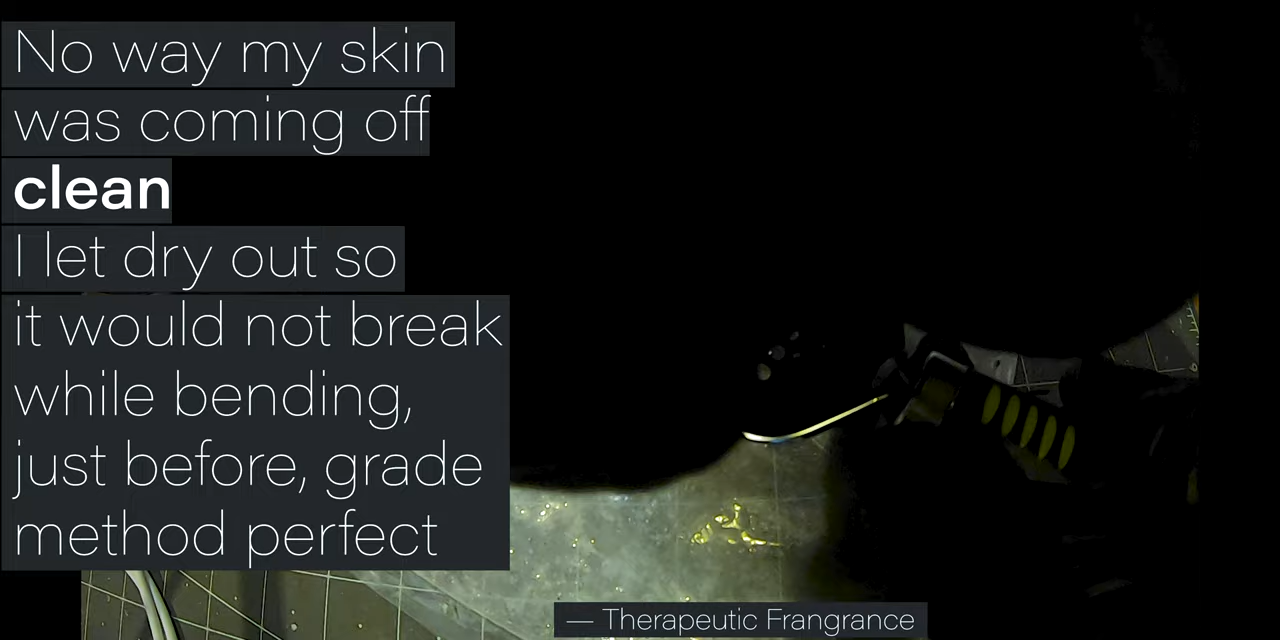 No way my skin
was coming off
clean
I let dry out so
it would not break
while bending,
just before, grade
method perfect
— Therapeutic Frangrance